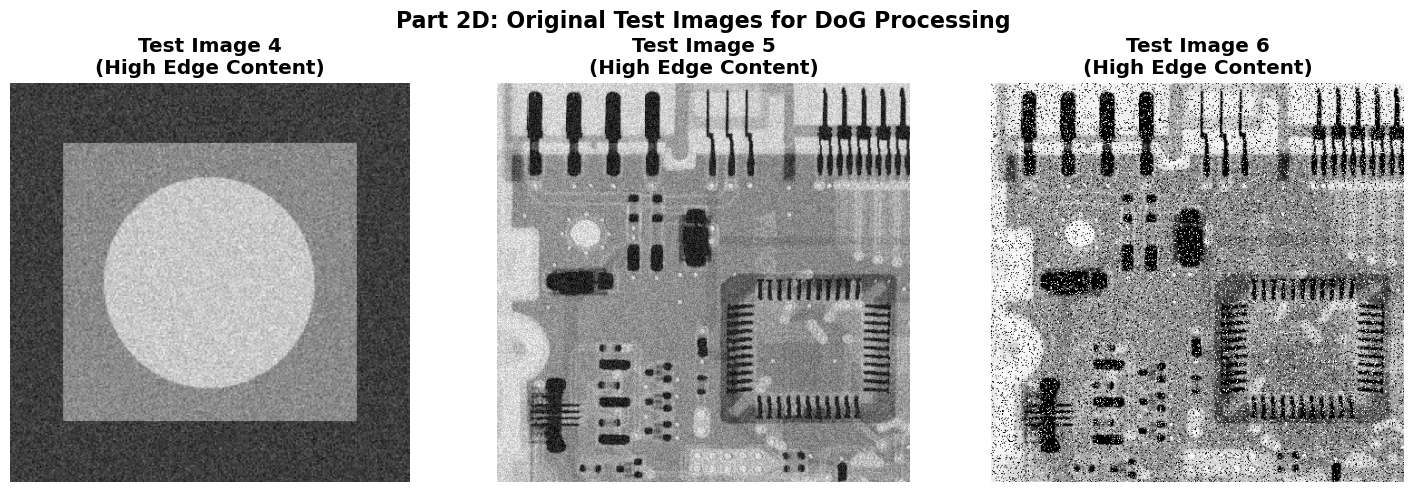 Part 2D: Original Test Images for DoG Processing
Test Image 4
(High Edge Content)
Test Image 5
(High Edge Content)
Test Image 6
(High Edge Content)